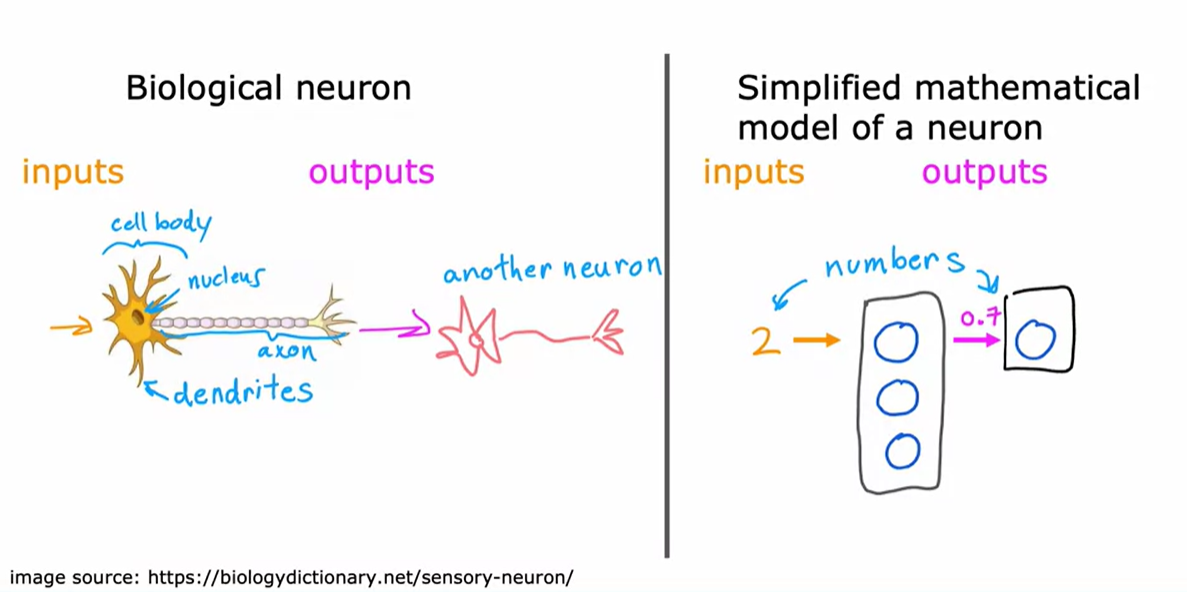 Biological neuron
inputs
outputs
cell body
nucleus
another neuron
axon
dendrites
Simplified mathematical
model of a neuron
inputs
outputs
numbers
2
0.7
image source: https://biologydictionary.net/sensory-neuron/